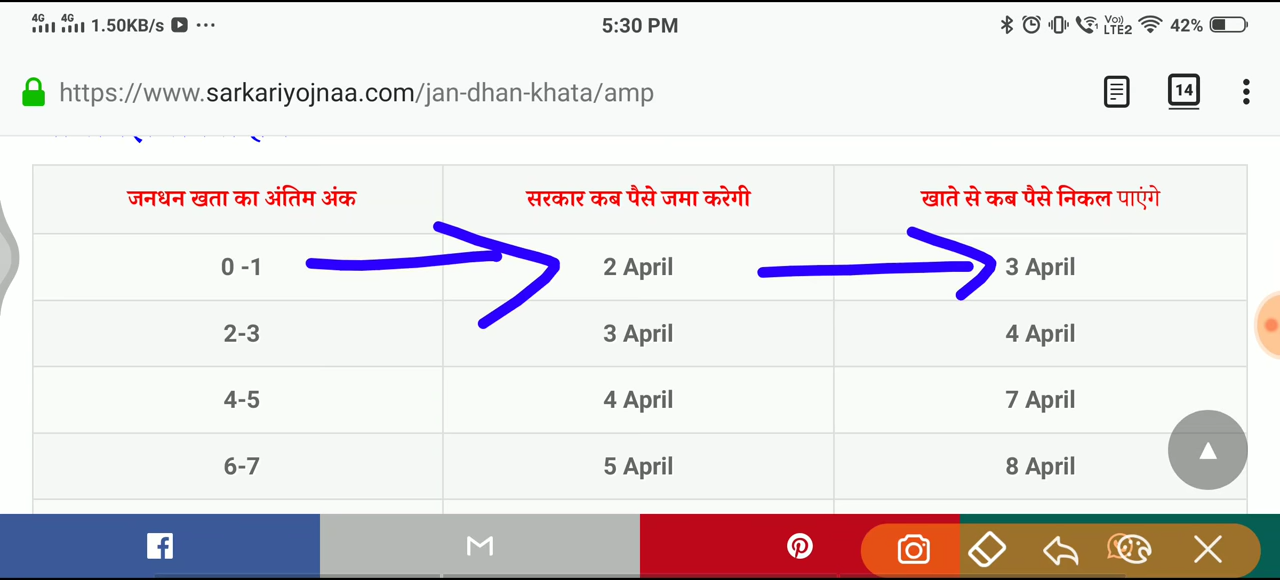 4G 4G 1.50KB/s ... 5:30 PM Vo)) LTE2 42%
https://www.sarkariyojnaa.com/jan-dhan-khata/amp 14
जनधन खता का अंतिम अंक सरकार कब पैसे जमा करेगी खाते से कब पैसे निकल पाएंगे
0 -1 2 April 3 April
2-3 3 April 4 April
4-5 4 April 7 April
6-7 5 April 8 April